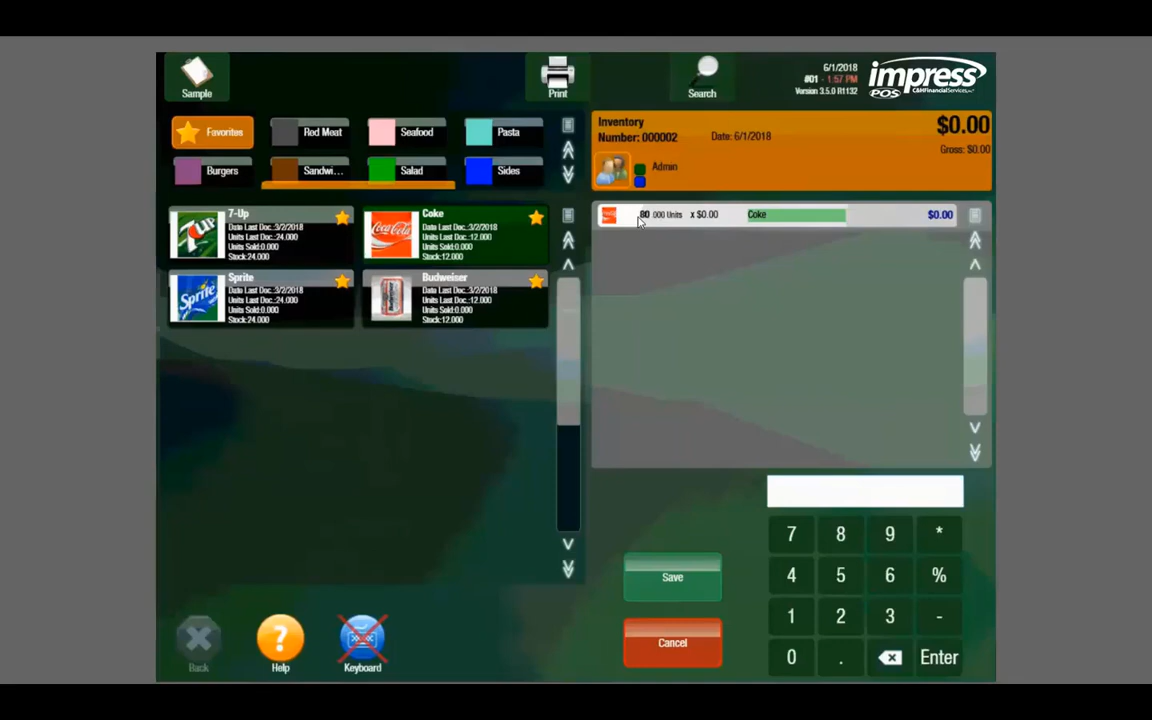 Sample
Print
Search
6/1/2018
#01 - 1:57 PM
Version 3.5.0 R1132
impress
POS
C&H Financial Services, Inc.
Favorites
Red Meat
Seafood
Pasta
Burgers
Sandwi...
Salad
Sides
Inventory
Number: 000002
Date: 6/1/2018
$0.00
Gross: $0.00
Admin
7-Up
Date Last Doc.:3/2/2018
Units Last Doc.:24.000
Units Sold:0.000
Stock:24.000
Coca-Cola
Coke
Date Last Doc.:3/2/2018
Units Last Doc.:12.000
Units Sold:0.000
Stock:12.000
Sprite
Sprite
Date Last Doc.:3/2/2018
Units Last Doc.:24.000
Units Sold:0.000
Stock:24.000
Budweiser
Date Last Doc.:3/2/2018
Units Last Doc.:12.000
Units Sold:0.000
Stock:12.000
80 000 Units x $0.00 Coke $0.00
Save
Cancel
7 8 9 *
4 5 6 %
1 2 3 -
0 . Enter
Back
Help
Keyboard